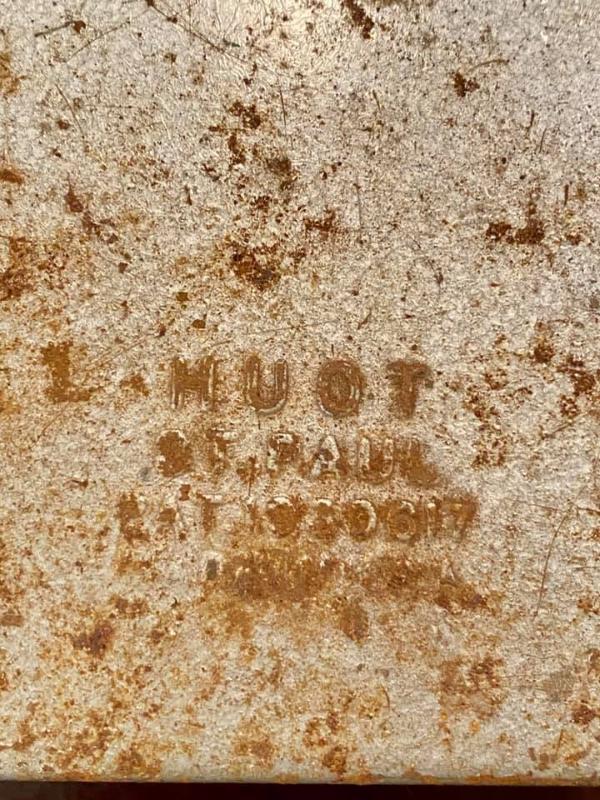 HUOT
ST. PAUL
PAT 1930617